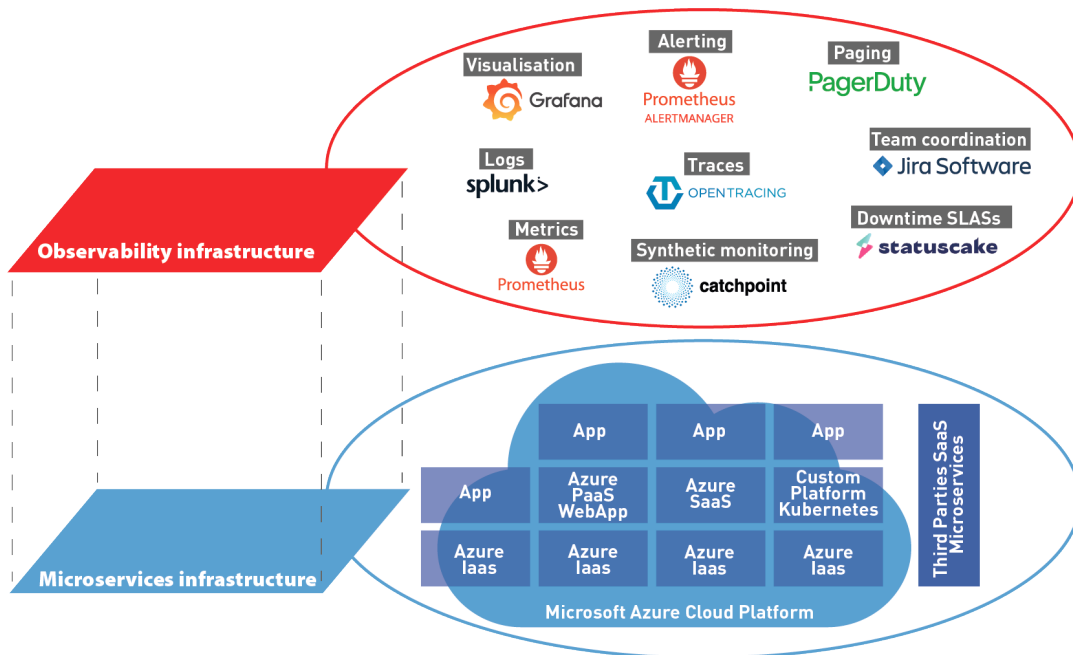 Visualisation
Grafana
Alerting
Prometheus
ALERTMANAGER
Paging
PagerDuty
Logs
splunk>
Traces
OPENTRACING
Team coordination
Jira Software
Metrics
Prometheus
Synthetic monitoring
catchpoint
Downtime SLASs
statuscake
Observability infrastructure
App
App
App
App
Azure
PaaS
WebApp
Azure
SaaS
Custom
Platform
Kubernetes
Azure
Iaas
Azure
Iaas
Azure
Iaas
Azure
Iaas
Microsoft Azure Cloud Platform
Third Parties SaaS
Microservices
Microservices infrastructure